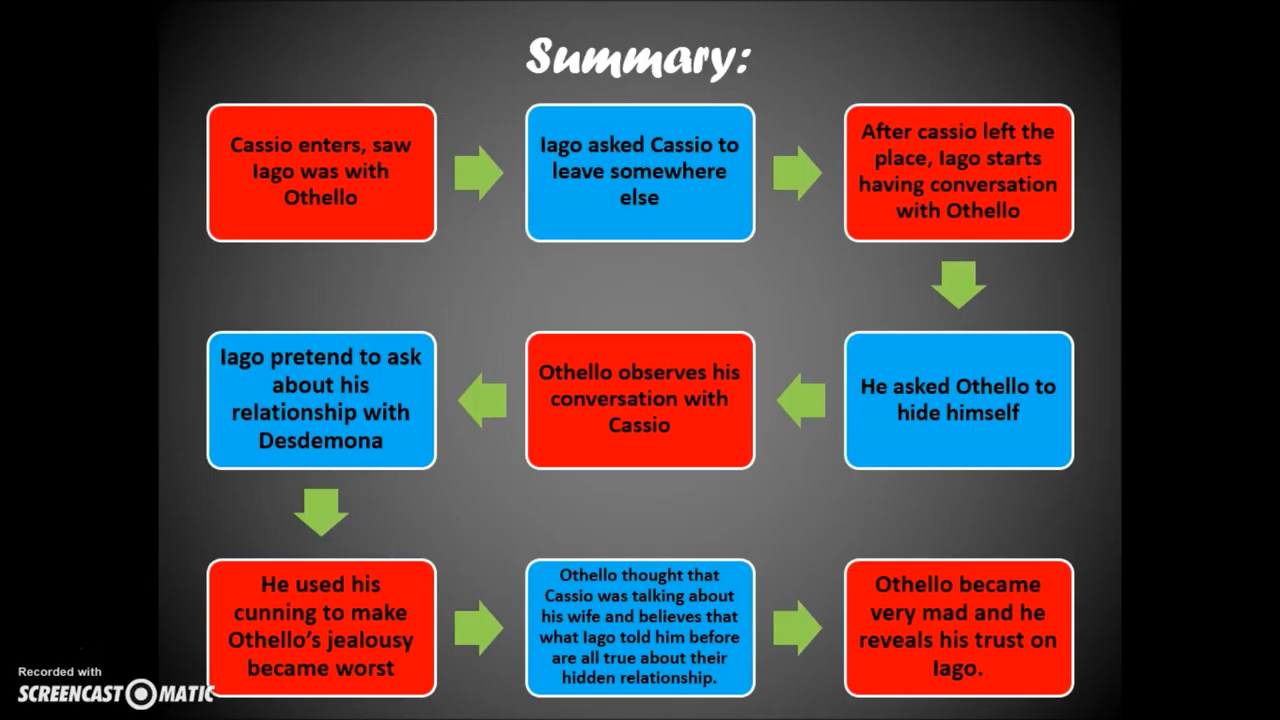 Summary:
Cassio enters, saw
Iago was with
Othello
Iago asked Cassio to
leave somewhere
else
After cassio left the
place, Iago starts
having conversation
with Othello
He asked Othello to
hide himself
Othello observes his
conversation with
Cassio
Iago pretend to ask
about his
relationship with
Desdemona
He used his
cunning to make
Othello's jealousy
became worst
Othello thought that
Cassio was talking about
his wife and believes that
what Iago told him before
are all true about their
hidden relationship.
Othello became
very mad and he
reveals his trust on
Iago.
Recorded with
SCREENCAST MATIC